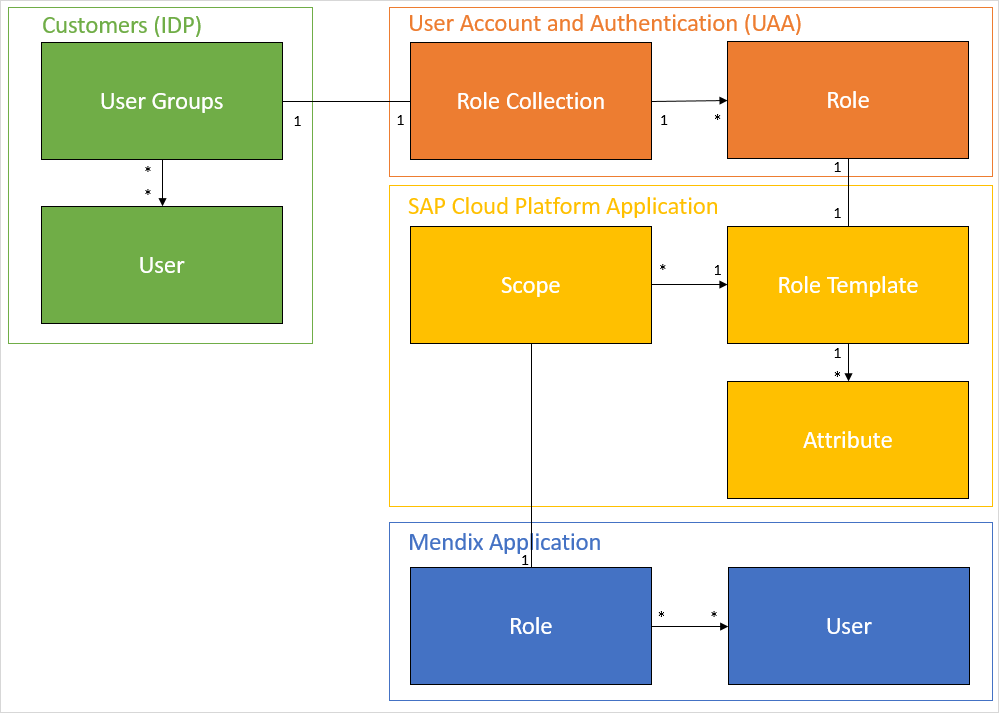 Customers (IDP)
User Account and Authentication (UAA)
User Groups
Role Collection
Role
1
1
1
*
*
*
1
1
User
SAP Cloud Platform Application
Scope
*
1
Role Template
1
*
Attribute
Mendix Application
1
Role
*
*
User